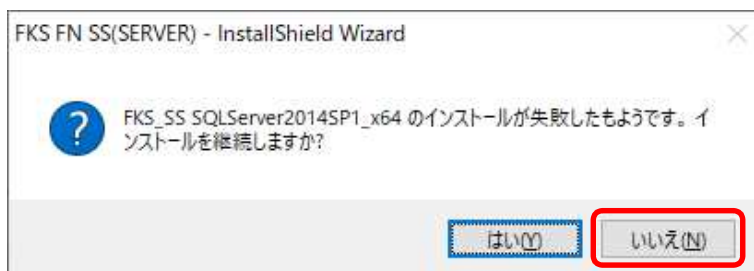 FKS FN SS(SERVER) - InstallShield Wizard
FKS_SS SQLServer2014SP1_x64 のインストールが失敗したもようです。イ
ンストールを継続しますか?
はい(Y)
いいえ(N)